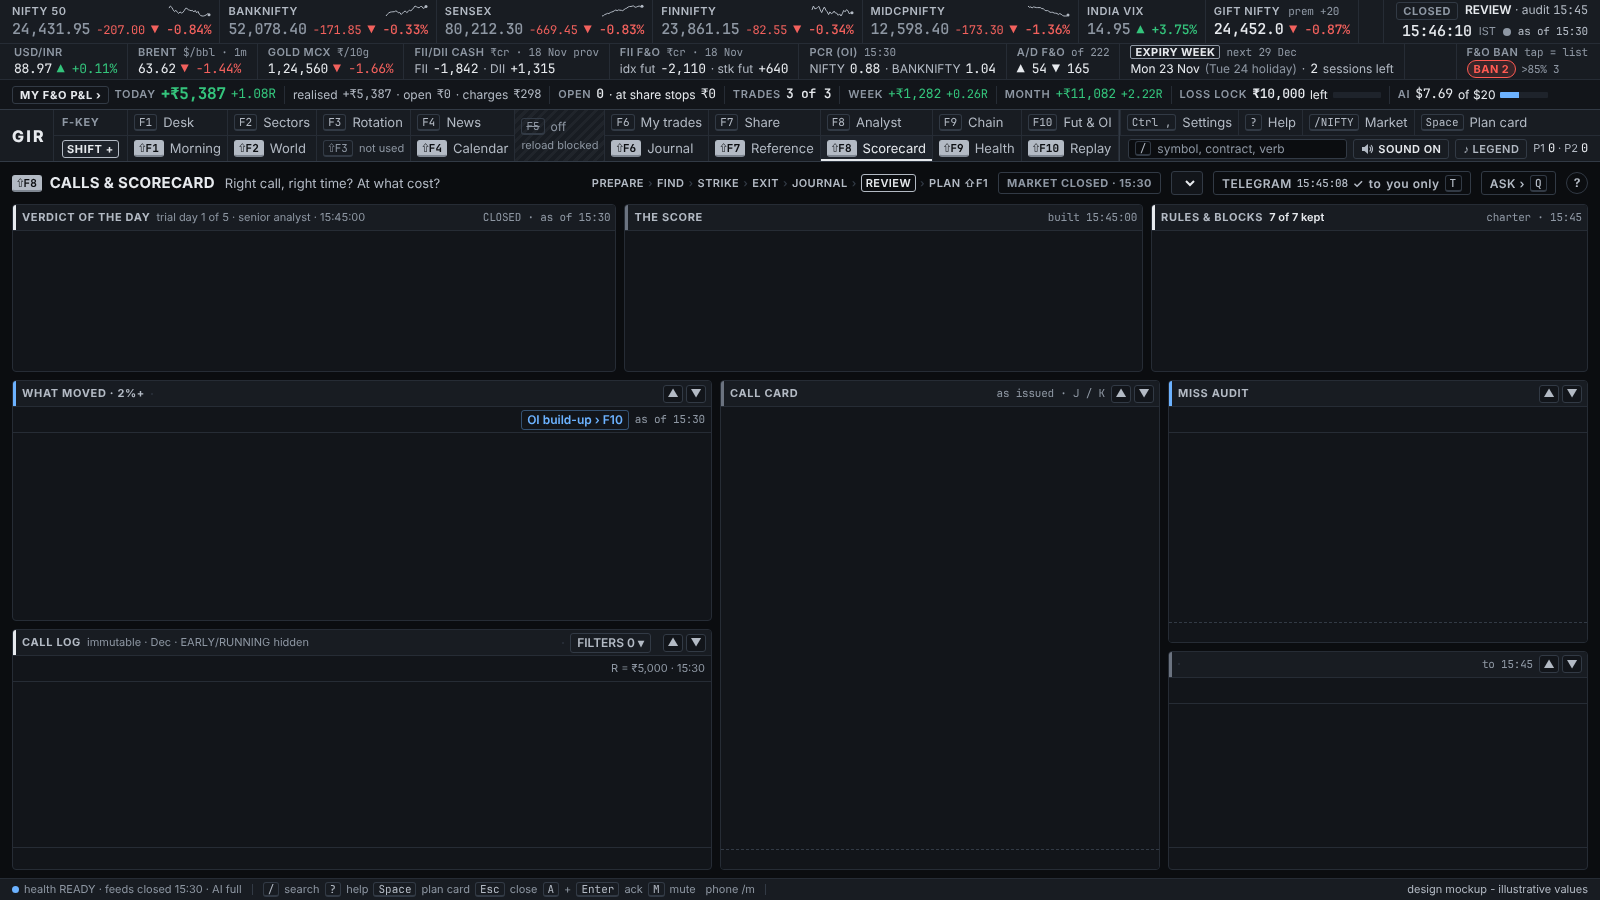 NIFTY 50 BANKNIFTY SENSEX FINNIFTY MIDCPNIFTY INDIA VIX GIFT NIFTY prem +20 CLOSED REVIEW · audit 15:45
24,431.95 -207.00 ▼ -0.84% 52,078.40 -171.85 ▼ -0.33% 80,212.30 -669.45 ▼ -0.83% 23,861.15 -82.55 ▼ -0.34% 12,598.40 -173.30 ▼ -1.36% 14.95 ▲ +3.75% 24,452.0 ▼ -0.87% 15:46:10 IST ● as of 15:30
USD/INR BRENT $/bbl · 1m GOLD MCX ₹/10g FII/DII CASH ₹cr · 18 Nov prov FII F&O ₹cr · 18 Nov PCR (OI) 15:30 A/D F&O of 222 EXPIRY WEEK next 29 Dec F&O BAN tap = list
88.97 ▲ +0.11% 63.62 ▼ -1.44% 1,24,560 ▼ -1.66% FII -1,842 · DII +1,315 idx fut -2,110 · stk fut +640 NIFTY 0.88 · BANKNIFTY 1.04 ▲ 54 ▼ 165 Mon 23 Nov (Tue 24 holiday) · 2 sessions left BAN 2 >85% 3
MY F&O P&L › TODAY +₹5,387 +1.08R realised +₹5,387 · open ₹0 · charges ₹298 OPEN 0 · at share stops ₹0 TRADES 3 of 3 WEEK +₹1,282 +0.26R MONTH +₹11,082 +2.22R LOSS LOCK ₹10,000 left AI $7.69 of $20
GIR F-KEY F1 Desk F2 Sectors F3 Rotation F4 News F5 off F6 My trades F7 Share F8 Analyst F9 Chain F10 Fut & OI Ctrl , Settings ? Help /NIFTY Market Space Plan card
SHIFT + ⇧F1 Morning ⇧F2 World ⇧F3 not used ⇧F4 Calendar reload blocked ⇧F6 Journal ⇧F7 Reference ⇧F8 Scorecard ⇧F9 Health ⇧F10 Replay / symbol, contract, verb SOUND ON ♪ LEGEND P1 0 · P2 0
⇧F8 CALLS & SCORECARD Right call, right time? At what cost? PREPARE › FIND › STRIKE › EXIT › JOURNAL › REVIEW › PLAN ⇧F1 MARKET CLOSED · 15:30 TELEGRAM 15:45:08 ✓ to you only T ASK › Q ?
VERDICT OF THE DAY trial day 1 of 5 · senior analyst · 15:45:00 CLOSED · as of 15:30 THE SCORE built 15:45:00 RULES & BLOCKS 7 of 7 kept charter · 15:45
WHAT MOVED · 2%+ ▲ ▼ CALL CARD as issued · J / K ▲ ▼ MISS AUDIT ▲ ▼
OI build-up › F10 as of 15:30
CALL LOG immutable · Dec · EARLY/RUNNING hidden FILTERS 0 ▾ ▲ ▼
to 15:45 ▲ ▼
R = ₹5,000 · 15:30
health READY · feeds closed 15:30 · AI full / search ? help Space plan card Esc close A + Enter ack M mute phone /m design mockup - illustrative values